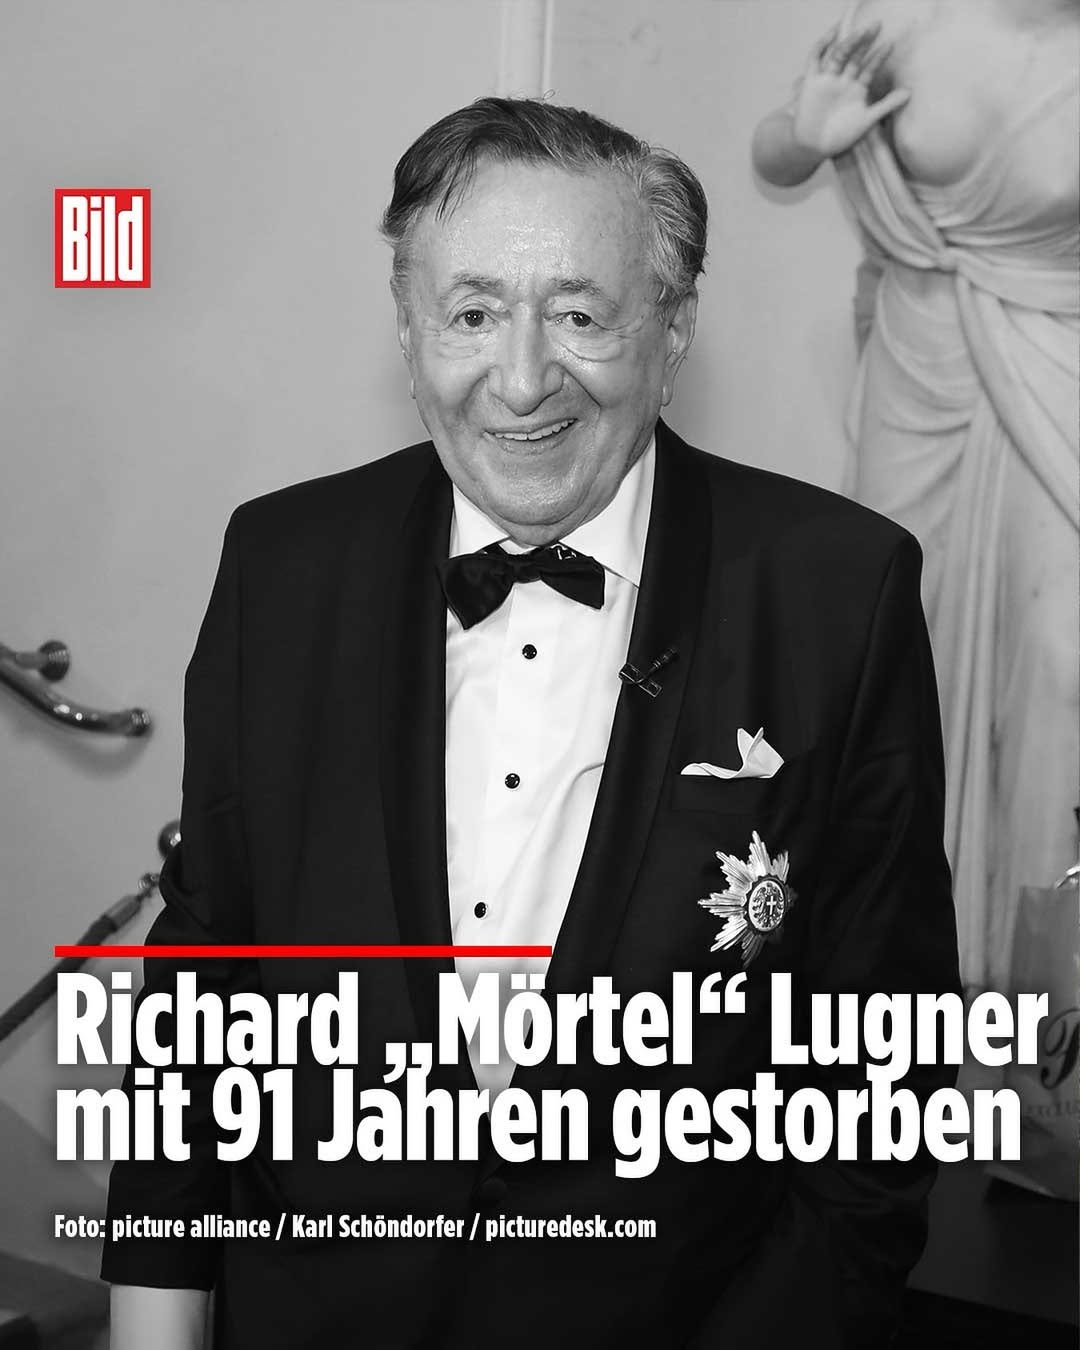 Bild
Richard „Mörtel“ Lugner
mit 91 Jahren gestorben
Foto: picture alliance / Karl Schöndorfer / picturedesk.com